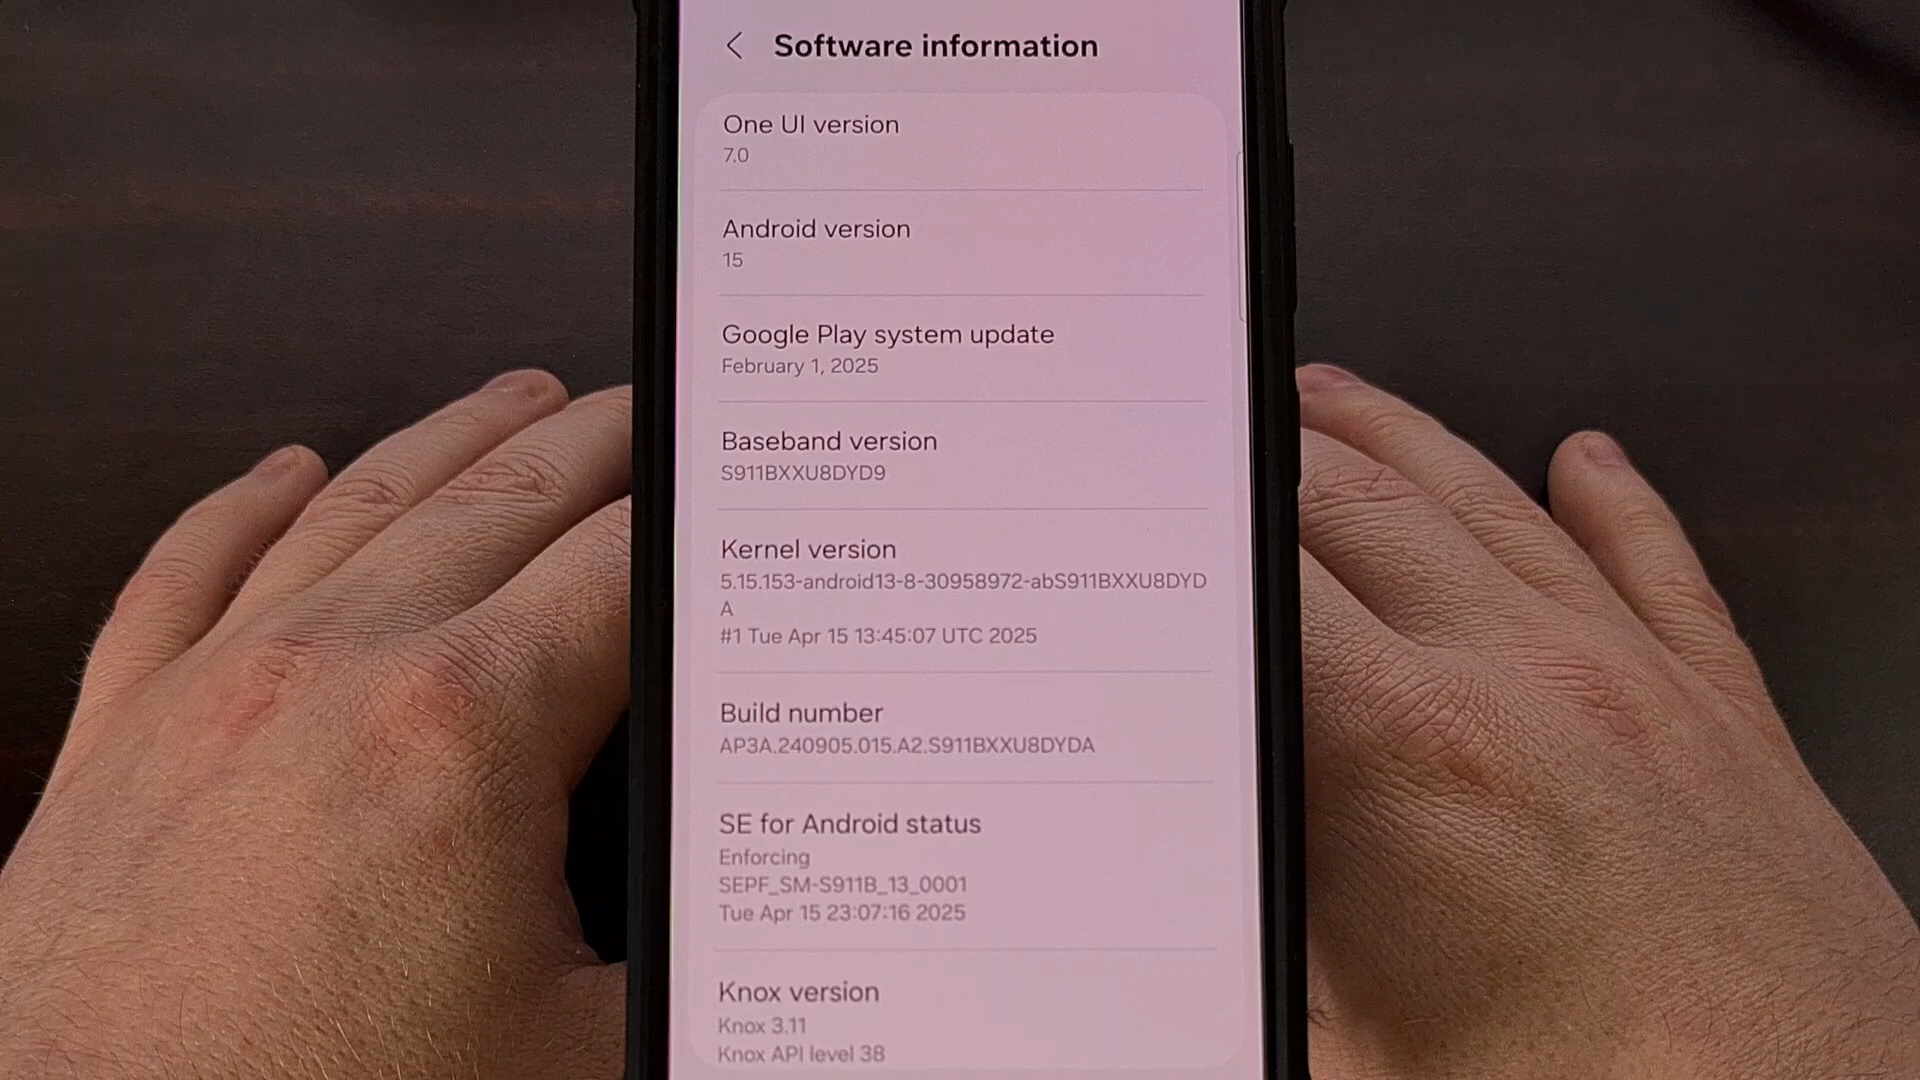 Software information
One UI version
7.0
Android version
15
Google Play system update
February 1, 2025
Baseband version
S911BXXU8DYD9
Kernel version
5.15.153-android13-8-30958972-abS911BXXU8DYD
A
#1 Tue Apr 15 13:45:07 UTC 2025
Build number
AP3A.240905.015.A2.S911BXXU8DYDA
SE for Android status
Enforcing
SEPF_SM-S911B_13_0001
Tue Apr 15 23:07:16 2025
Knox version
Knox 3.11
Knox API level 38